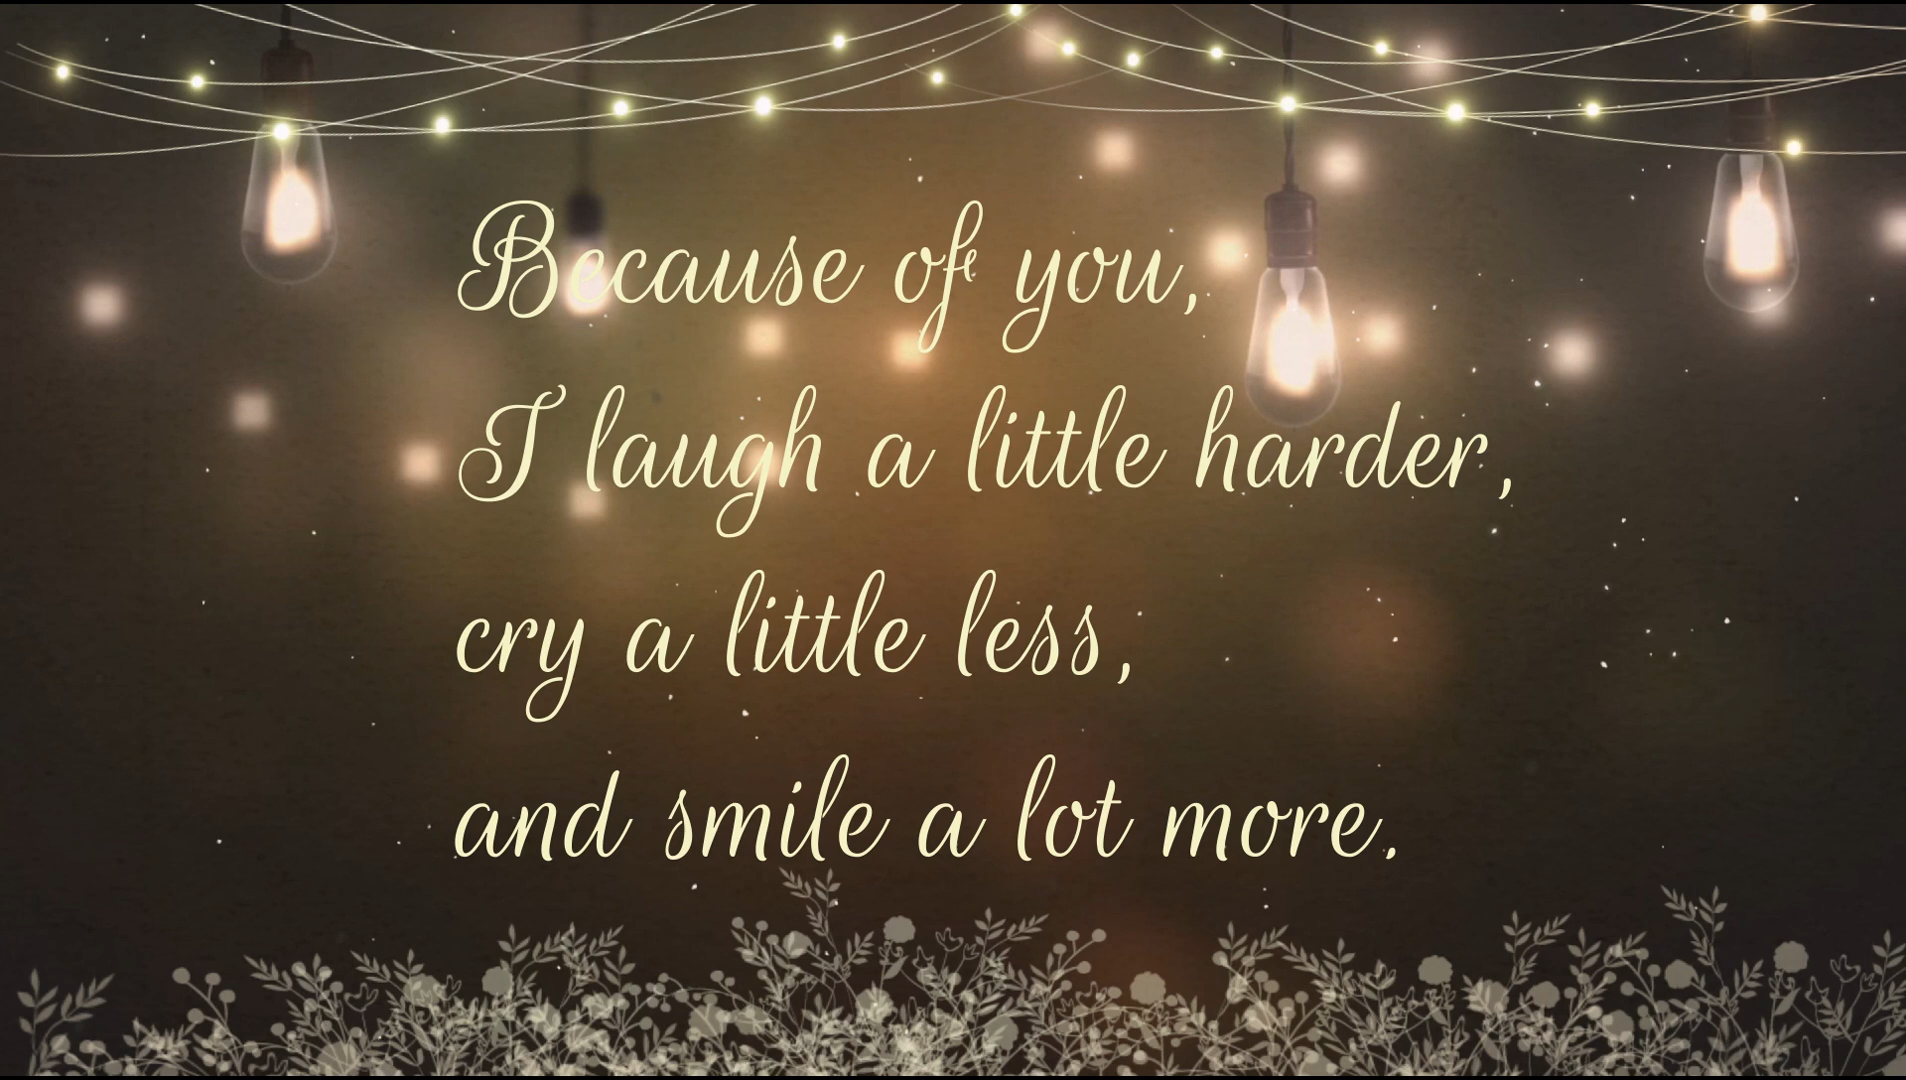 Because of you,
I laugh a little harder,
cry a little less,
and smile a lot more.